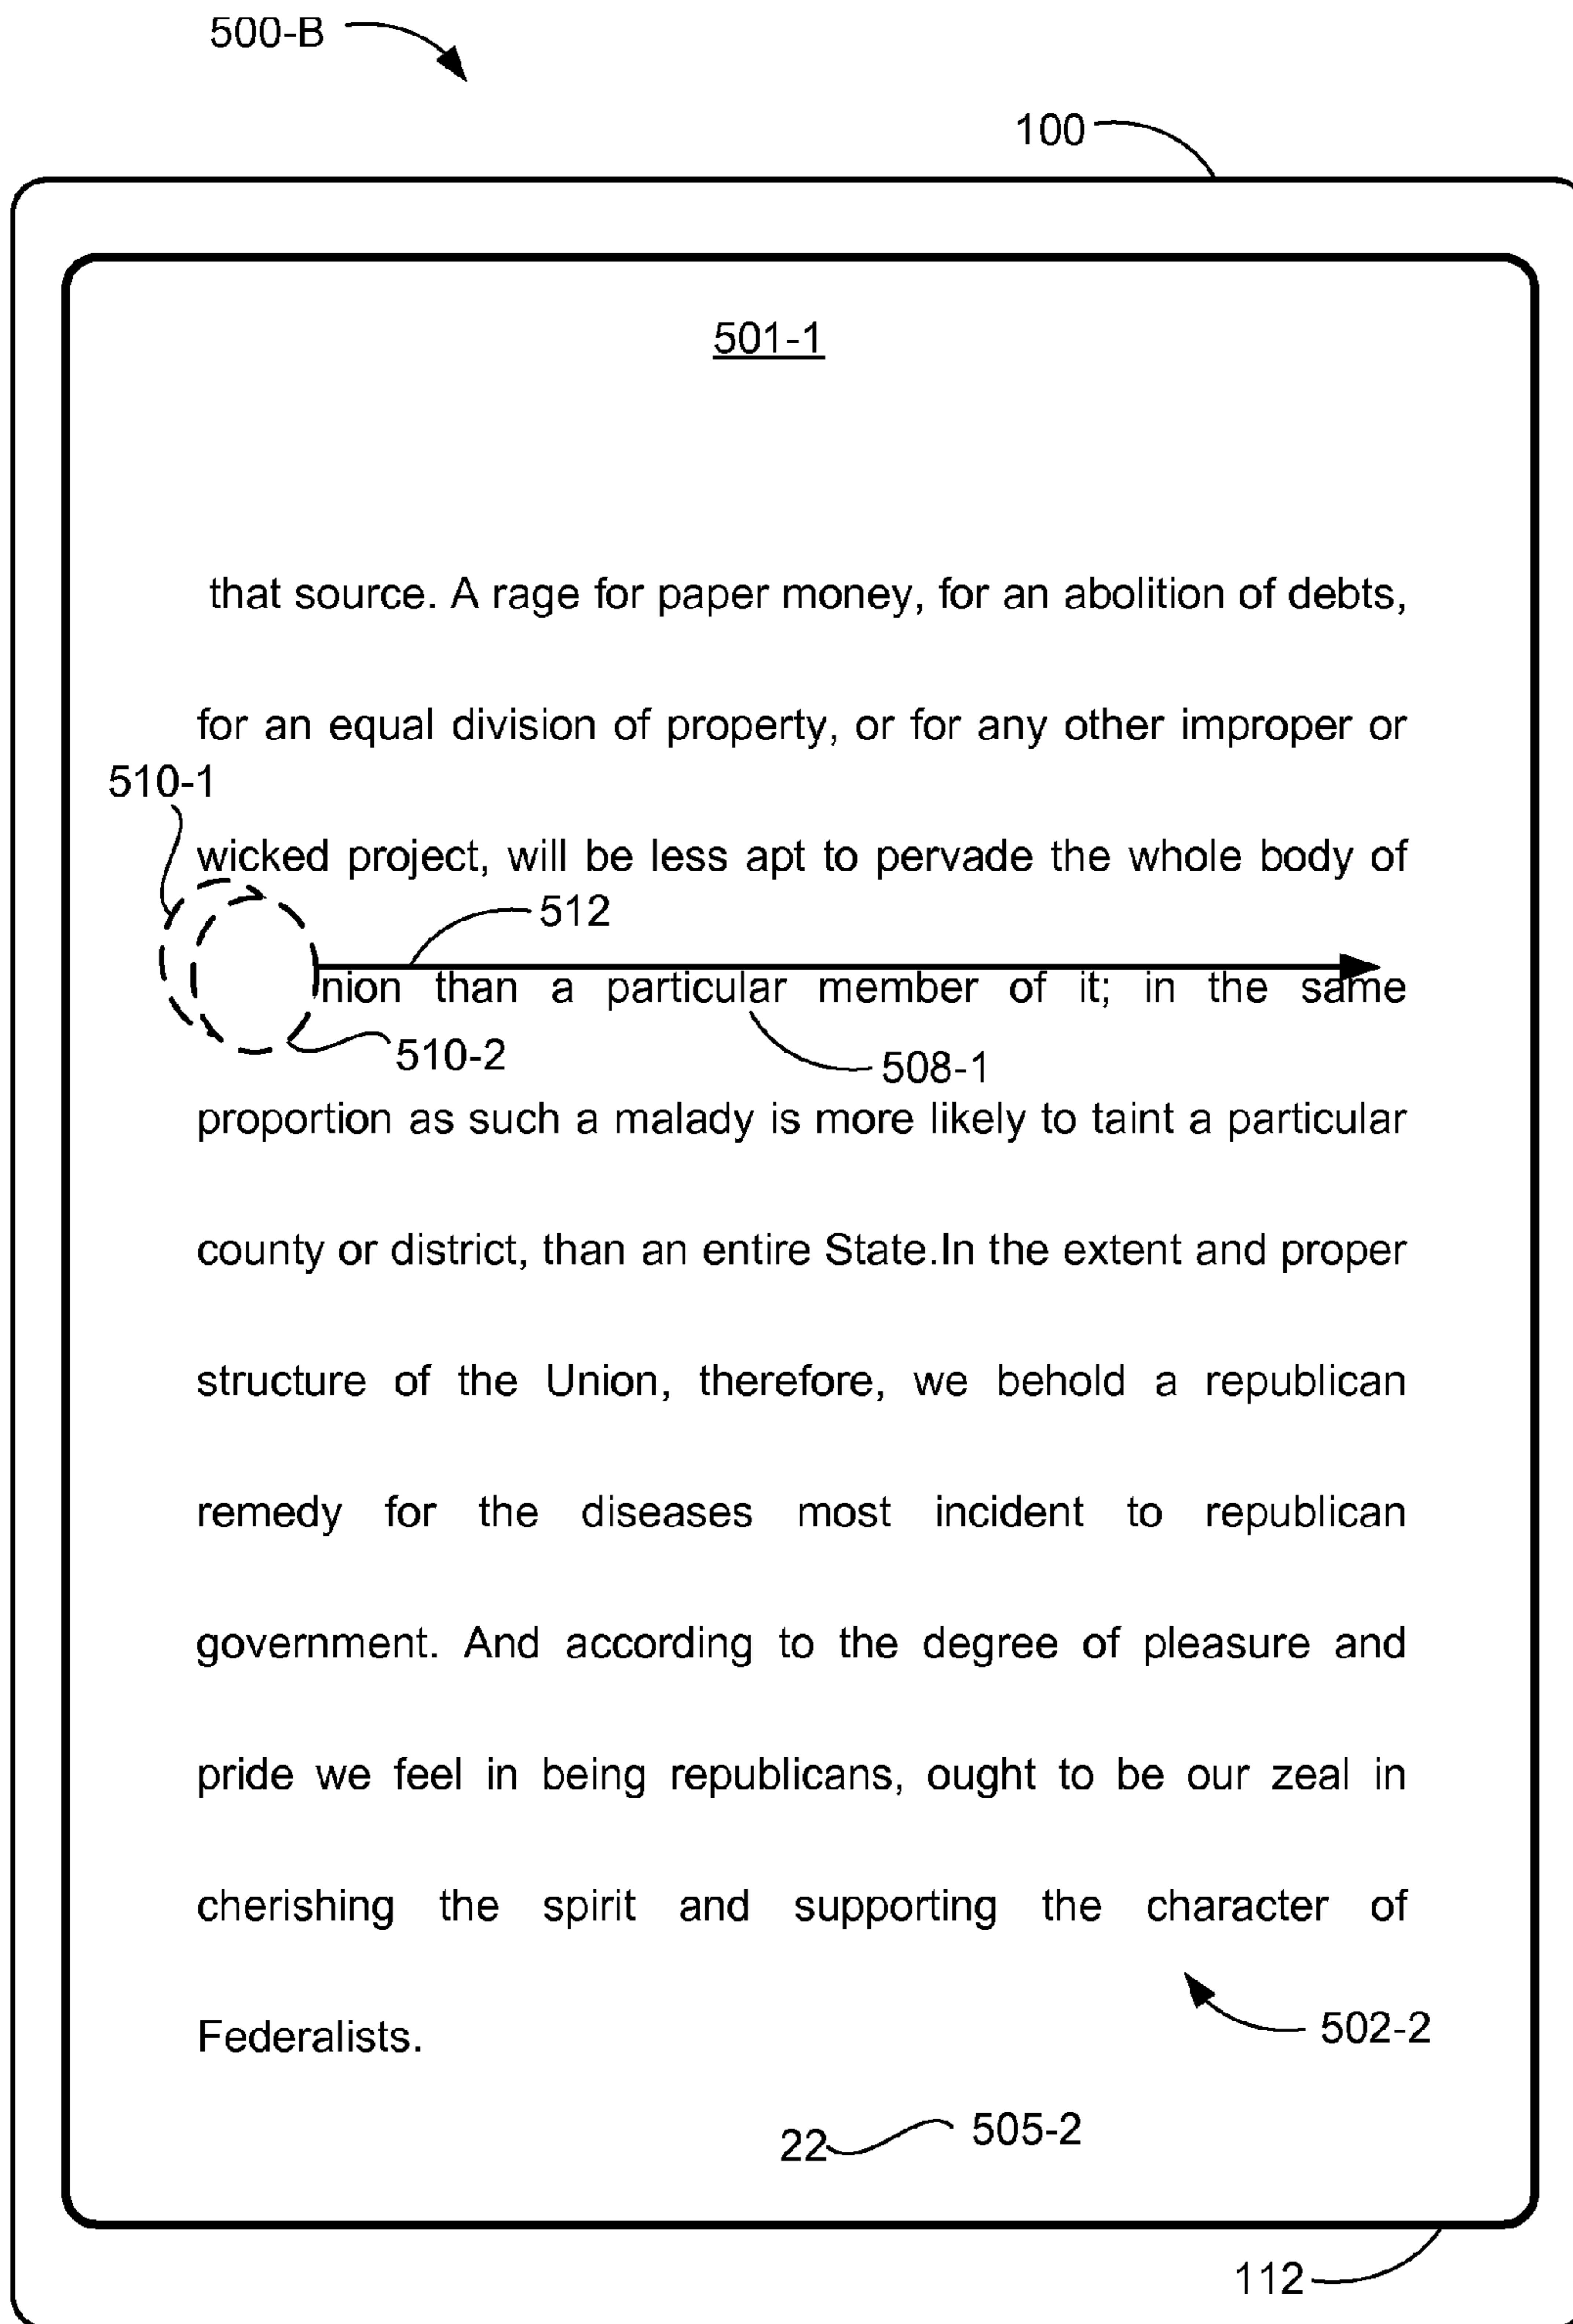 500-B
100
501-1
that source. A rage for paper money, for an abolition of debts,
for an equal division of property, or for any other improper or
510-1
wicked project, will be less apt to pervade the whole body of
512
nion than a particular member of it; in the same
510-2
508-1
proportion as such a malady is more likely to taint a particular
county or district, than an entire State.In the extent and proper
structure of the Union, therefore, we behold a republican
remedy for the diseases most incident to republican
government. And according to the degree of pleasure and
pride we feel in being republicans, ought to be our zeal in
cherishing the spirit and supporting the character of
502-2
Federalists.
22 505-2
112